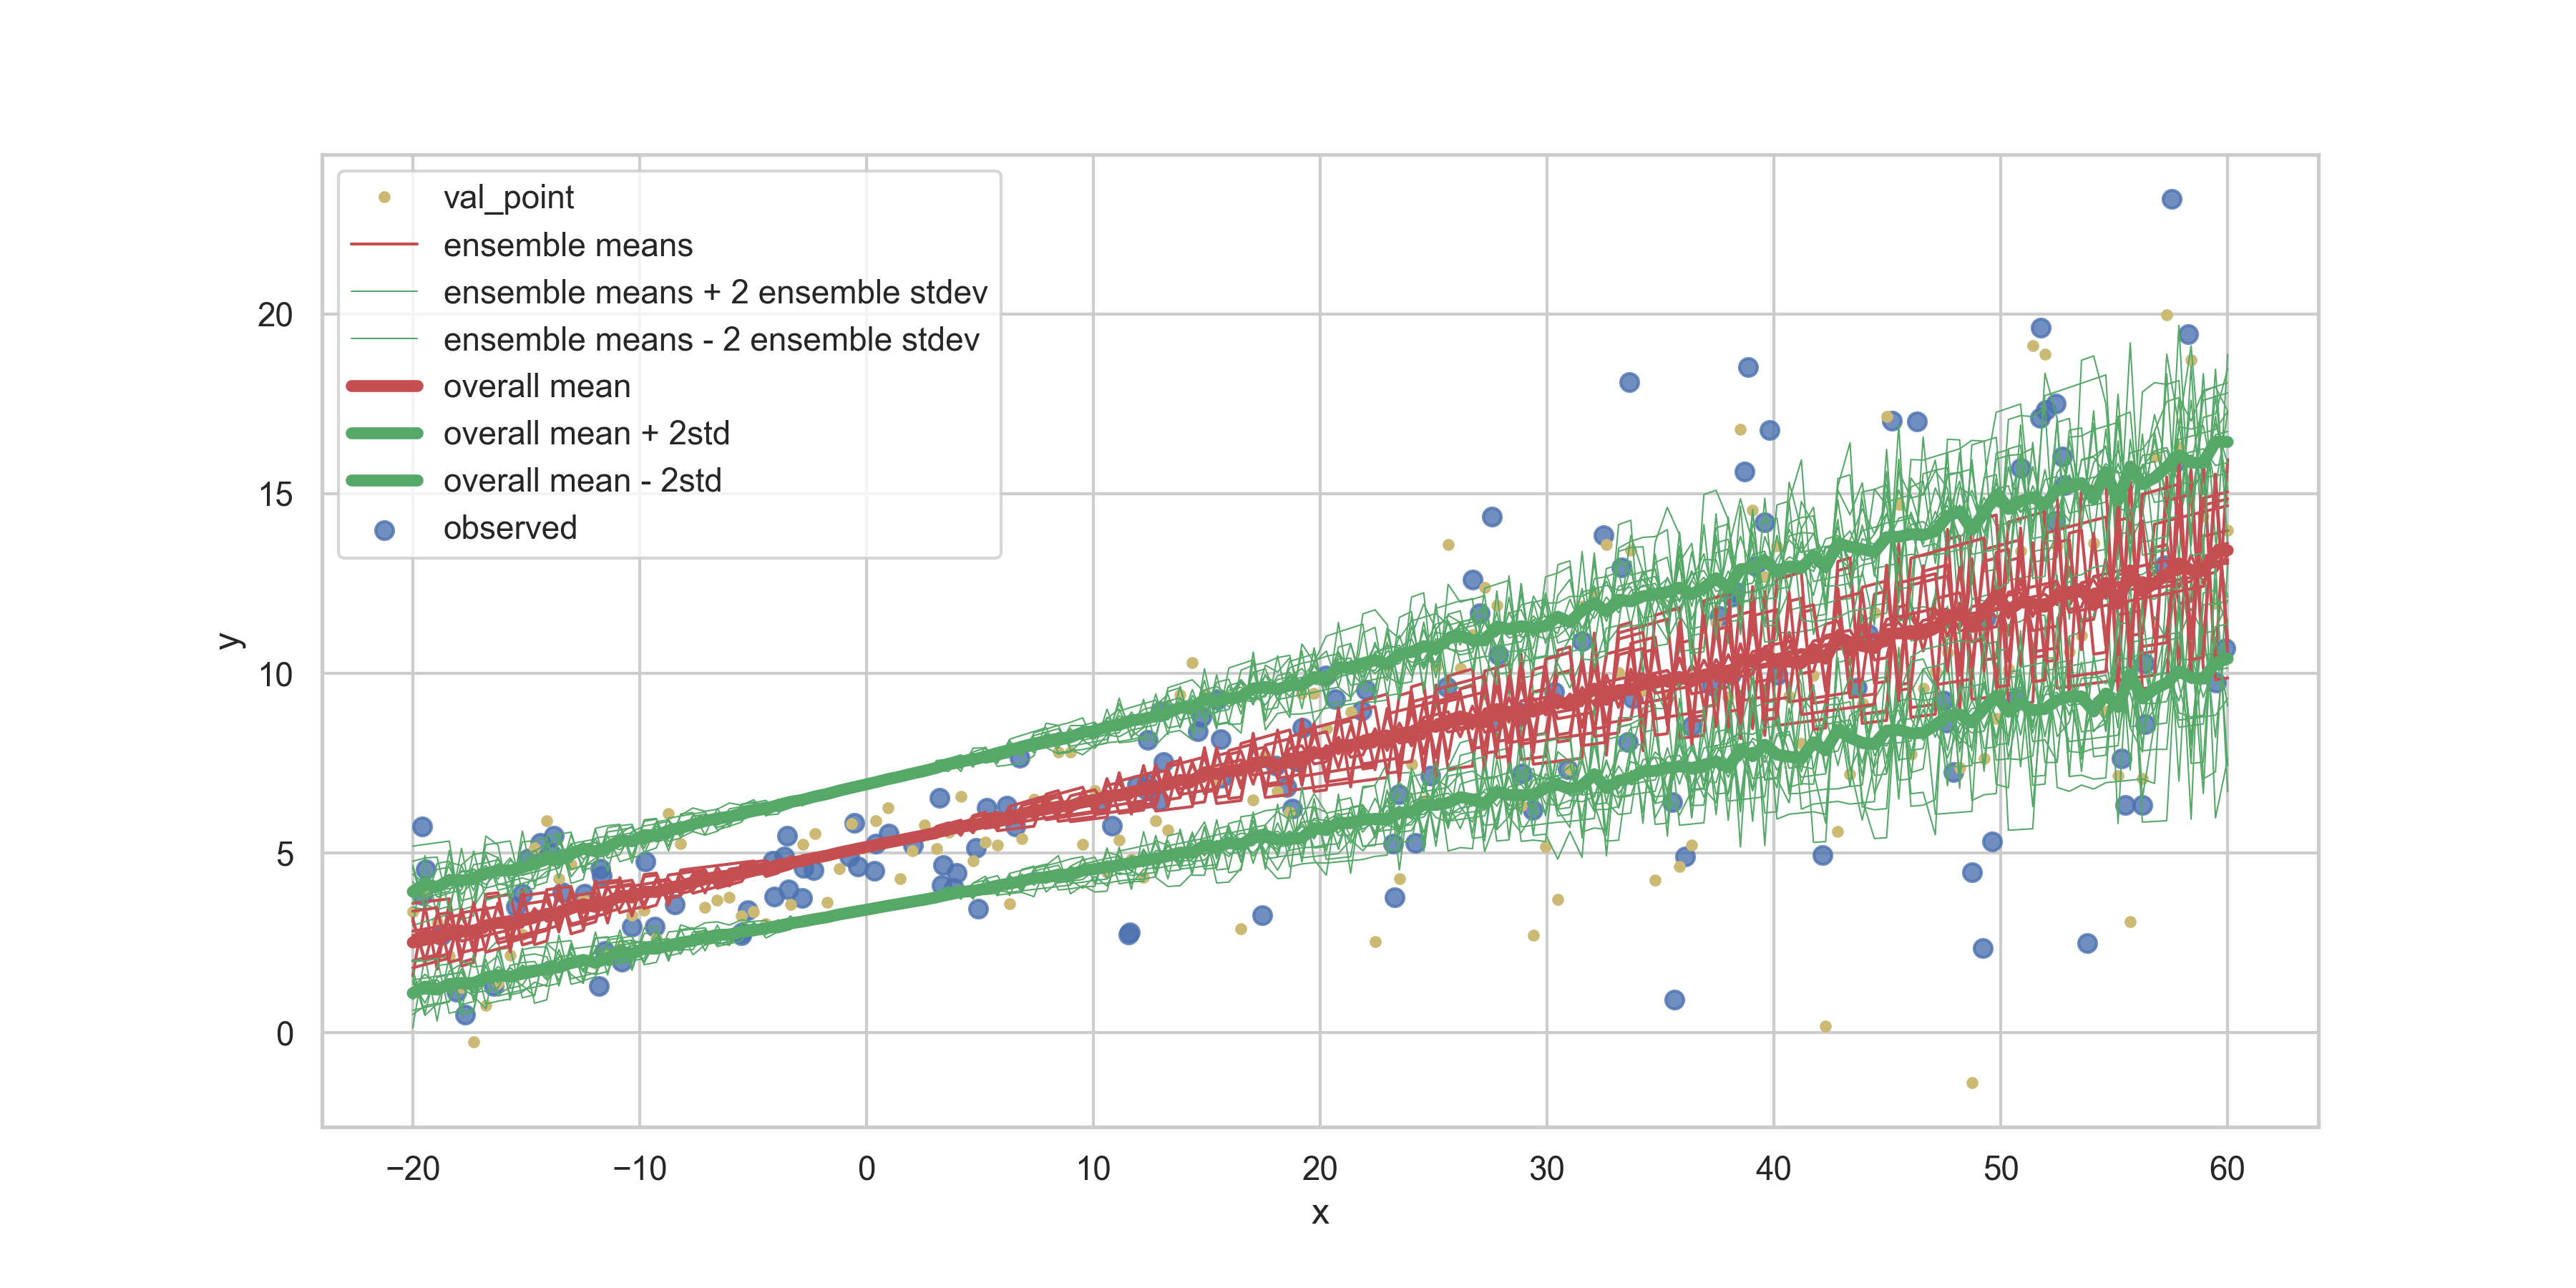 val_point
ensemble means
ensemble means + 2 ensemble stdev
ensemble means - 2 ensemble stdev
overall mean
overall mean + 2std
overall mean - 2std
observed
20
15
10
5
0
y
−20 −10 0 10 20 30 40 50 60
x